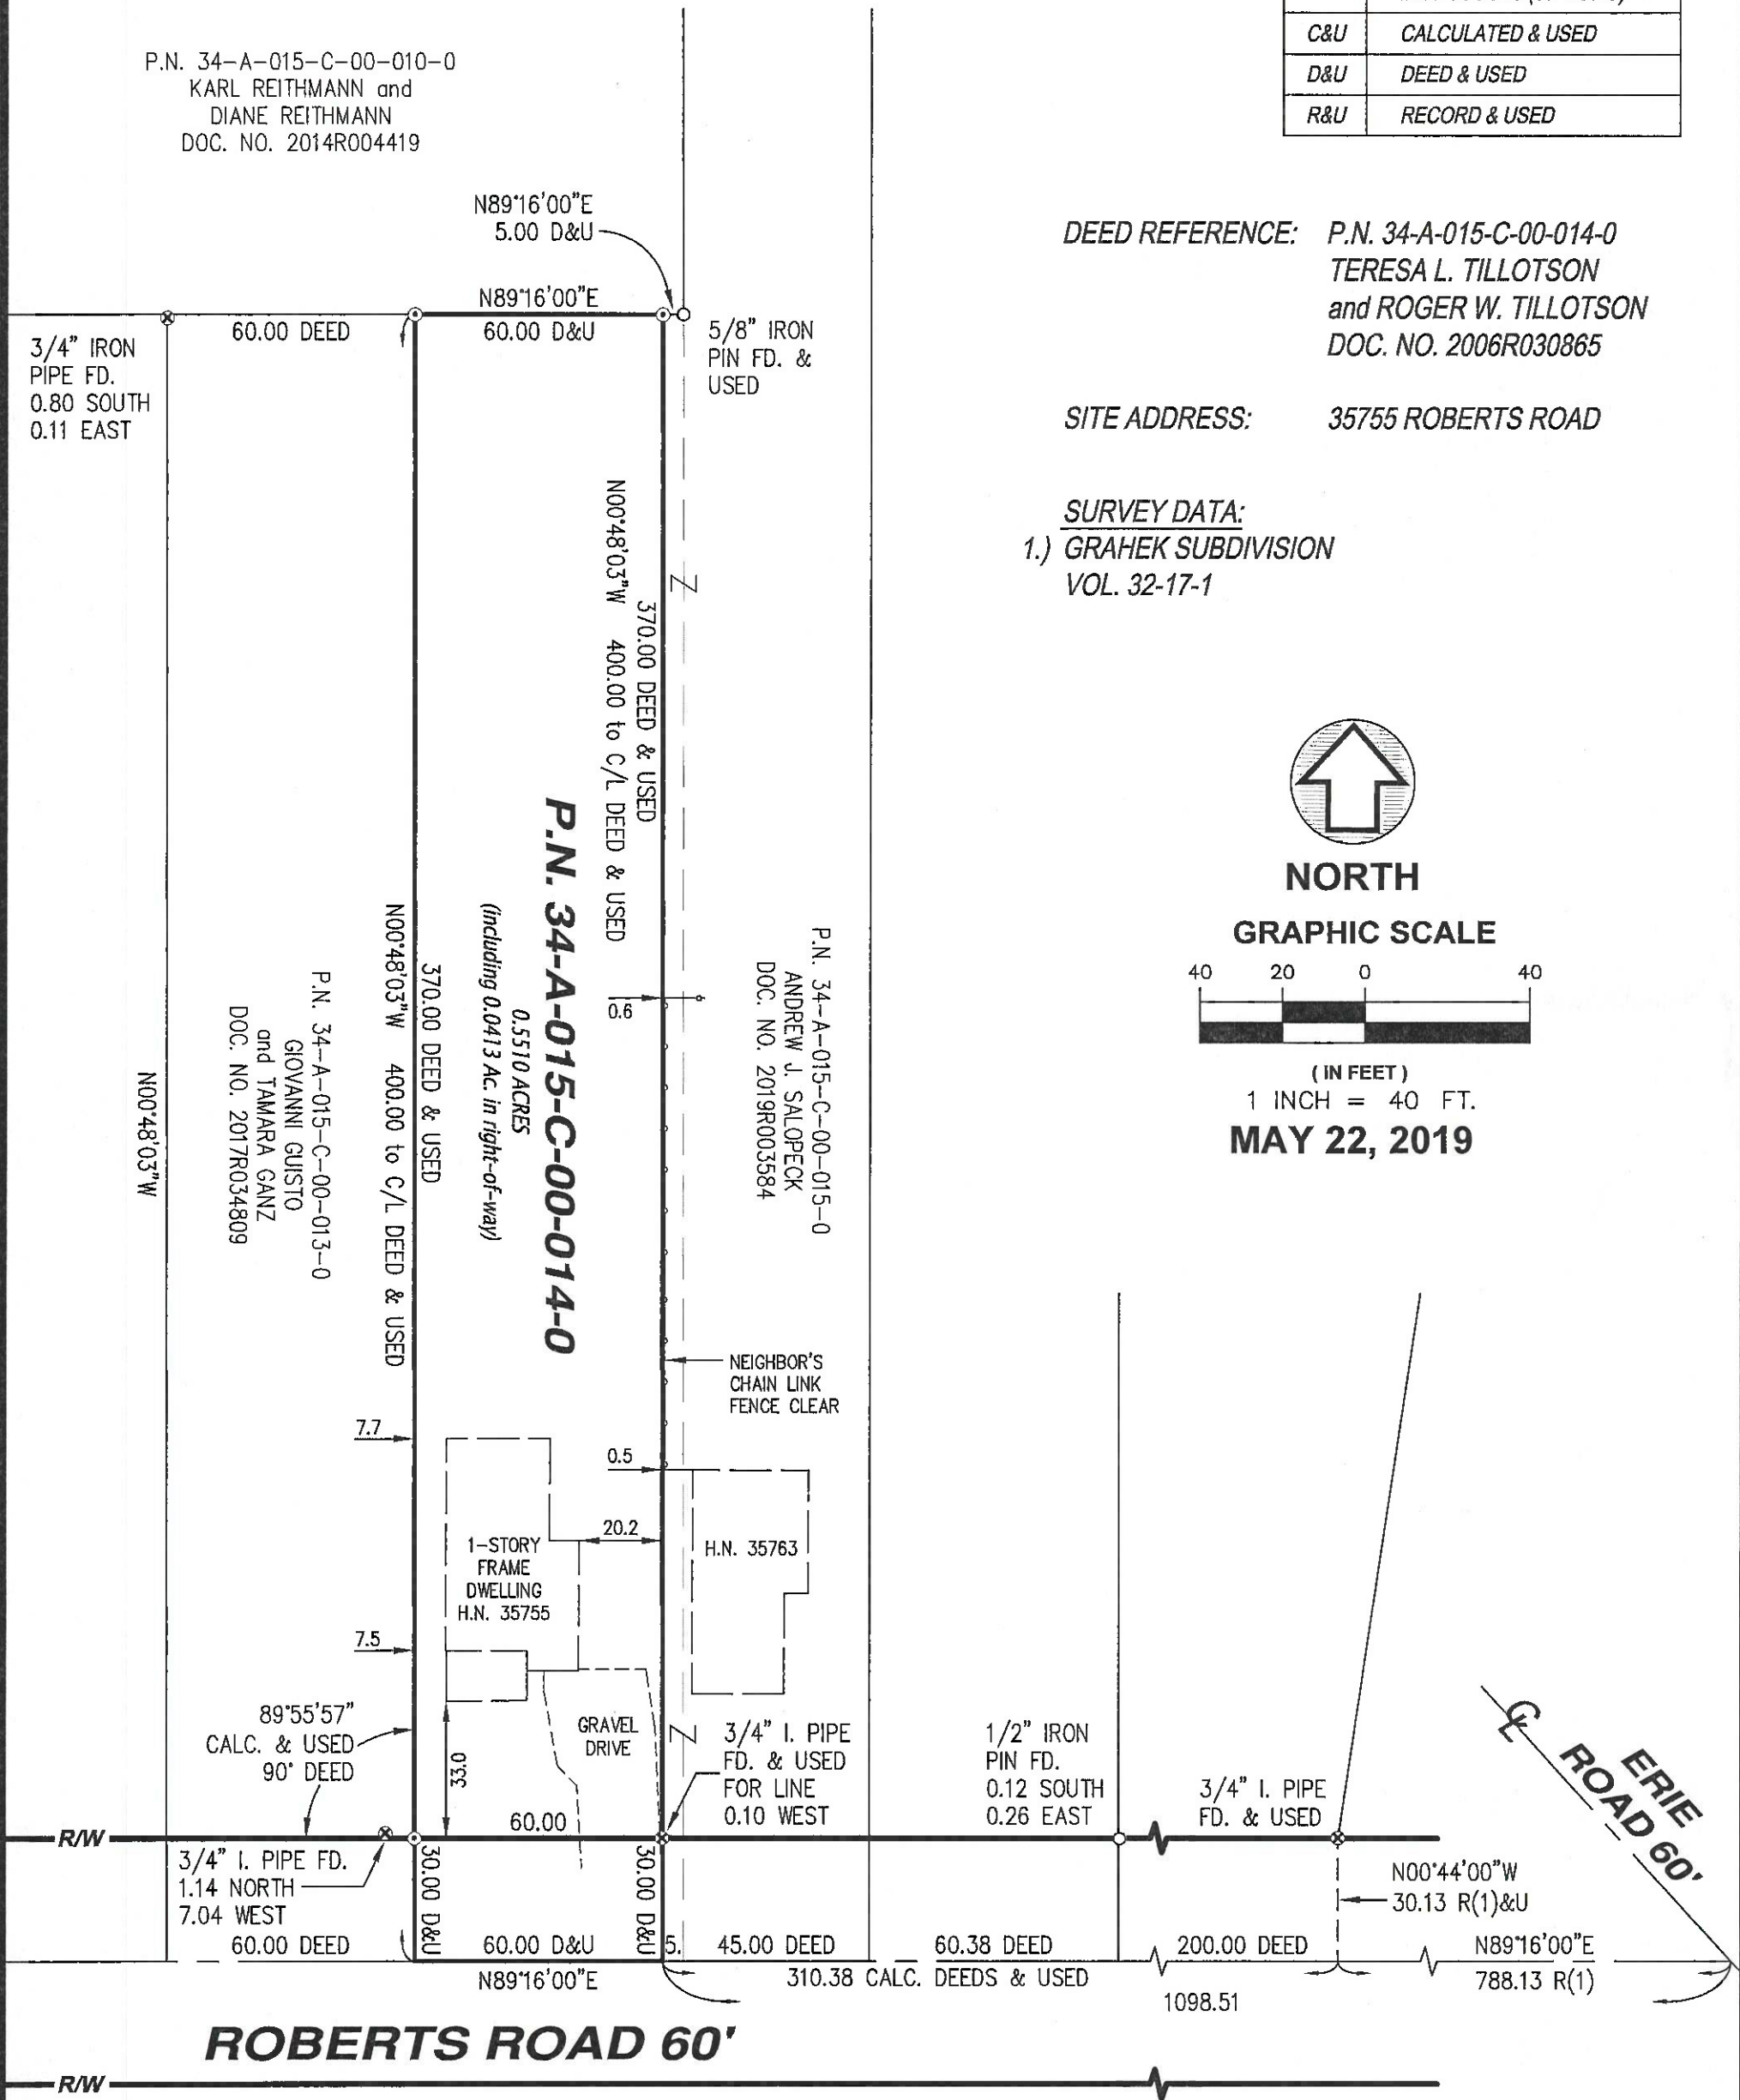 C&U CALCULATED & USED
D&U DEED & USED
R&U RECORD & USED
P.N. 34-A-015-C-00-010-0
KARL REITHMANN and
DIANE REITHMANN
DOC. NO. 2014R004419
N89°16'00"E
5.00 D&U
DEED REFERENCE: P.N. 34-A-015-C-00-014-0
TERESA L. TILLOTSON
and ROGER W. TILLOTSON
DOC. NO. 2006R030865
SITE ADDRESS: 35755 ROBERTS ROAD
SURVEY DATA:
1.) GRAHEK SUBDIVISION
VOL. 32-17-1
N89°16'00"E
60.00 DEED
60.00 D&U
3/4" IRON
PIPE FD.
0.80 SOUTH
0.11 EAST
5/8" IRON
PIN FD. &
USED
370.00 DEED & USED
N00°48'03"W 400.00 to C/L DEED & USED
Z
P.N. 34-A-015-C-00-014-0
0.5510 ACRES
(including 0.0413 Ac. in right-of-way)
370.00 DEED & USED
N00°48'03"W 400.00 to C/L DEED & USED
P.N. 34-A-015-C-00-013-0
GIOVANNI GUISTO
and TAMARA GANZ
DOC. NO. 2017R034809
N00°48'03"W
P.N. 34-A-015-C-00-015-0
ANDREW J. SALOPECK
DOC. NO. 2019R003584
0.6
NORTH
GRAPHIC SCALE
40 20 0 40
( IN FEET )
1 INCH = 40 FT.
MAY 22, 2019
NEIGHBOR'S
CHAIN LINK
FENCE CLEAR
7.7
0.5
20.2
1-STORY
FRAME
DWELLING
H.N. 35755
H.N. 35763
7.5
89°55'57"
CALC. & USED
90° DEED
33.0
GRAVEL
DRIVE
Z
3/4" I. PIPE
FD. & USED
FOR LINE
0.10 WEST
1/2" IRON
PIN FD.
0.12 SOUTH
0.26 EAST
3/4" I. PIPE
FD. & USED
CL
ERIE
ROAD 60'
R/W
60.00
3/4" I. PIPE FD.
1.14 NORTH
7.04 WEST
30.00 D&U
30.00 D&U
N00°44'00"W
30.13 R(1)&U
60.00 DEED
60.00 D&U
5.
45.00 DEED
60.38 DEED
200.00 DEED
N89°16'00"E
N89°16'00"E
310.38 CALC. DEEDS & USED
788.13 R(1)
1098.51
ROBERTS ROAD 60'
R/W